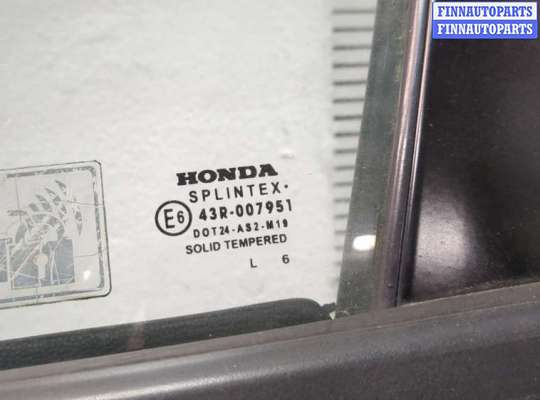 FINNAUTOPARTS
FINNAUTOPARTS
HONDA
SPLINTEX
E6 43R-007951
DOT24-AS2-M19
SOLID TEMPERED
L 6